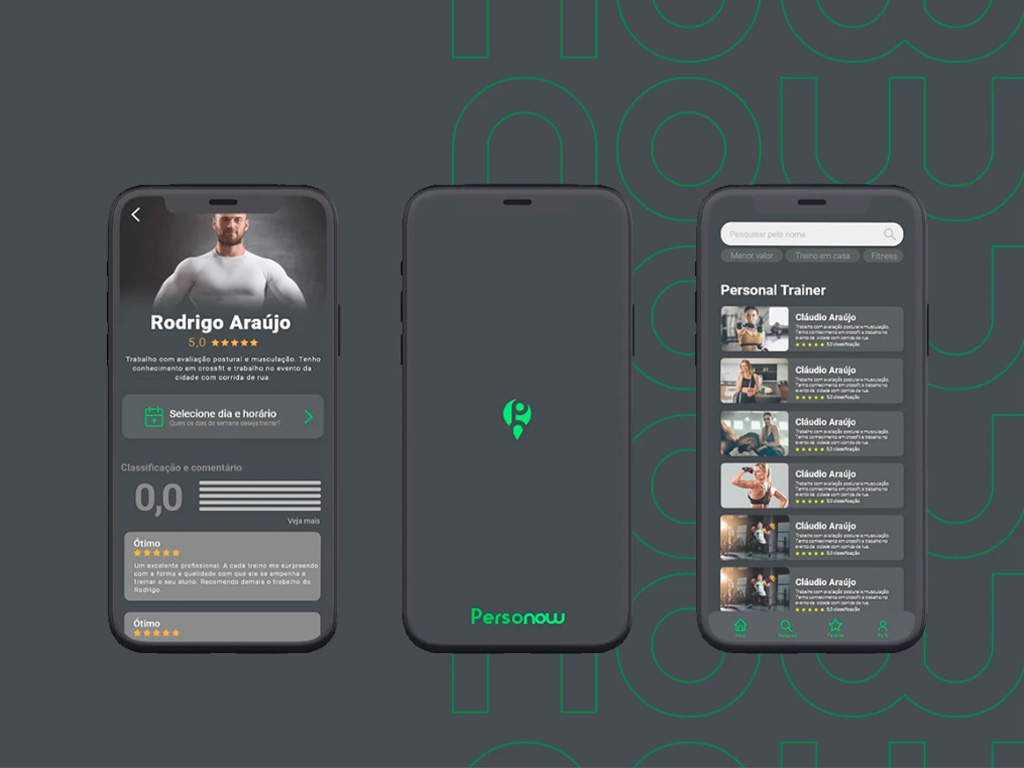 now
now
Rodrigo Araújo
5,0
Trabalho com avaliação postural e musculação. Tenho
conhecimento em crossfit e trabalho no evento da
cidade com corrida de rua.
Selecione dia e horário
Quais os dias da semana deseja treinar?
Classificação e comentário
0,0
Veja mais
Ótimo
Um excelente profissional. A cada treino me surpreendo
com a forma e qualidade com que ele se empenha a
treinar o seu aluno. Recomendo demais o trabalho do
Rodrigo.
Ótimo
Personow
Pesquisar pelo nome
Menor valor Treino em casa Fitness
Personal Trainer
Cláudio Araújo
Trabalho com avaliação postural e musculação.
Tenho conhecimento em crossfit e trabalho no
evento da cidade com corrida de rua.
5,0 classificação
Cláudio Araújo
Trabalho com avaliação postural e musculação.
Tenho conhecimento em crossfit e trabalho no
evento da cidade com corrida de rua.
5,0 classificação
Cláudio Araújo
Trabalho com avaliação postural e musculação.
Tenho conhecimento em crossfit e trabalho no
evento da cidade com corrida de rua.
5,0 classificação
Cláudio Araújo
Trabalho com avaliação postural e musculação.
Tenho conhecimento em crossfit e trabalho no
evento da cidade com corrida de rua.
5,0 classificação
Cláudio Araújo
Trabalho com avaliação postural e musculação.
Tenho conhecimento em crossfit e trabalho no
evento da cidade com corrida de rua.
5,0 classificação
Cláudio Araújo
Trabalho com avaliação postural e musculação.
Tenho conhecimento em crossfit e trabalho no
evento da cidade com corrida de rua.
5,0 classificação